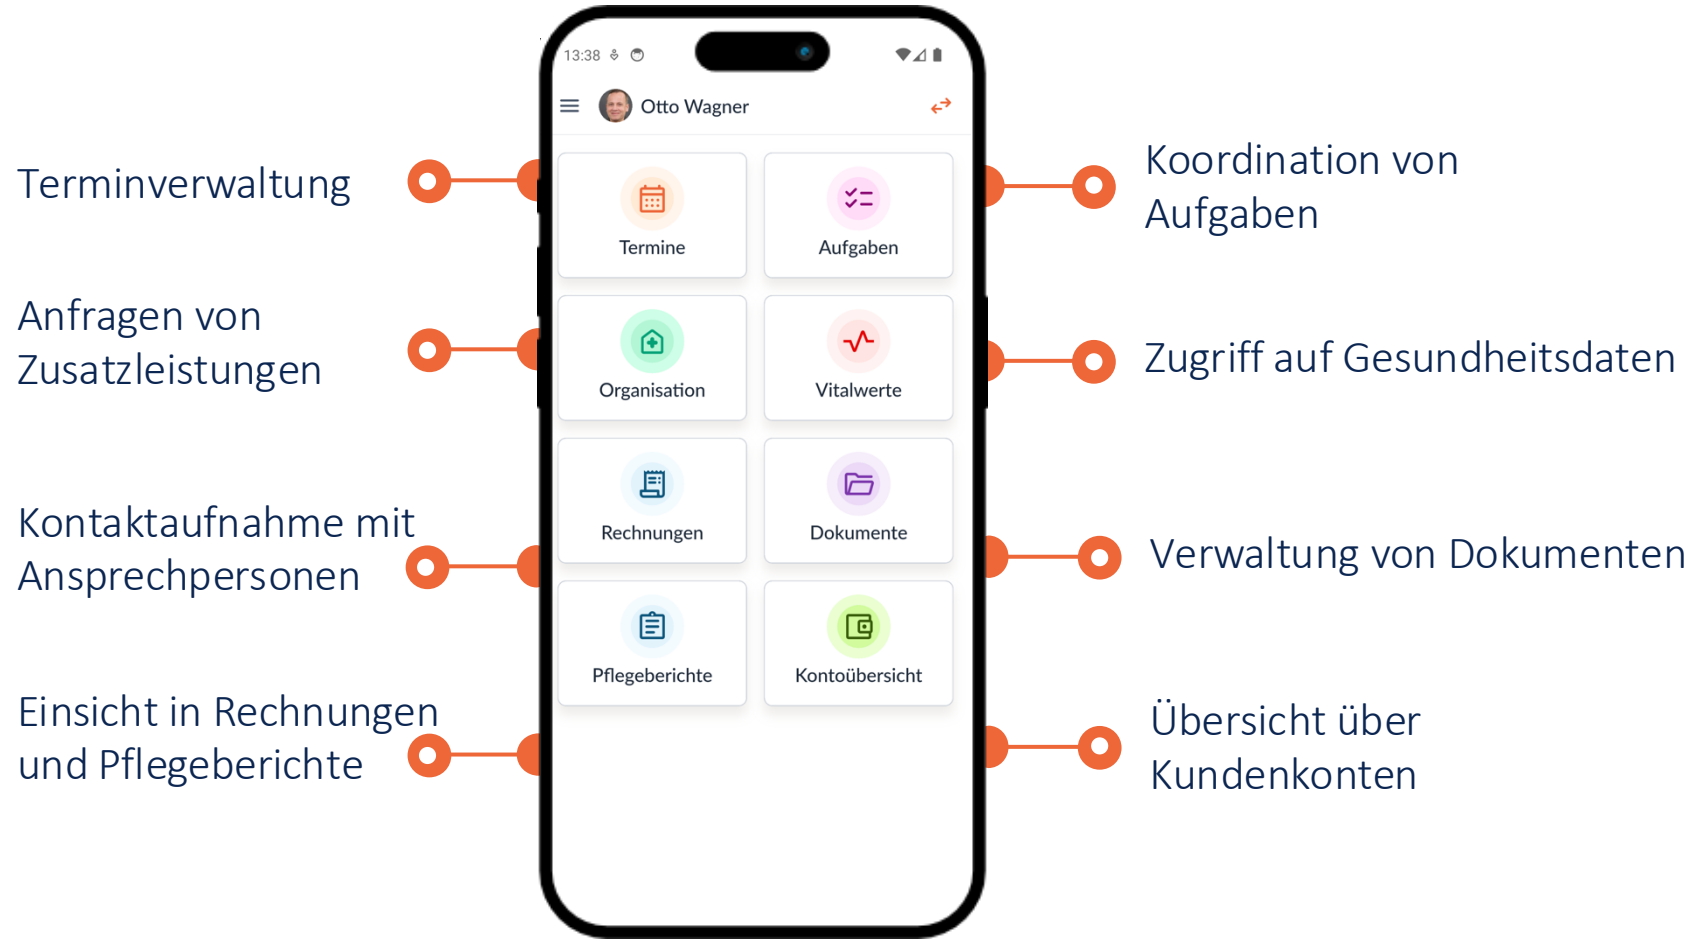 13:38
Otto Wagner
Terminverwaltung
Anfragen von
Zusatzleistungen
Kontaktaufnahme mit
Ansprechpersonen
Einsicht in Rechnungen
und Pflegeberichte
Termine
Aufgaben
Organisation
Vitalwerte
Rechnungen
Dokumente
Pflegeberichte
Kontoübersicht
Koordination von
Aufgaben
Zugriff auf Gesundheitsdaten
Verwaltung von Dokumenten
Übersicht über
Kundenkonten